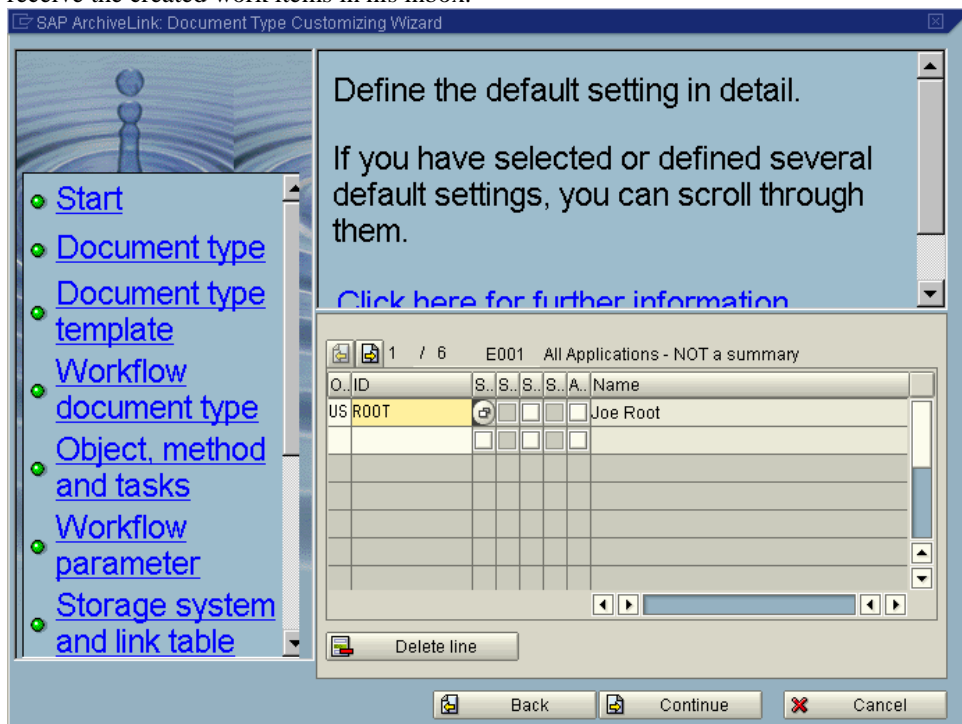 receive the created work items in his inbox.
SAP ArchiveLink: Document Type Customizing Wizard
Start
Document type
Document type
template
Workflow
document type
Object, method
and tasks
Workflow
parameter
Storage system
and link table
Define the default setting in detail.
If you have selected or defined several
default settings, you can scroll through
them.
Click here for further information
1 / 6 E001 All Applications - NOT a summary
O.. ID S.. S.. S.. S.. A.. Name
US ROOT Joe Root
Delete line
Back Continue Cancel